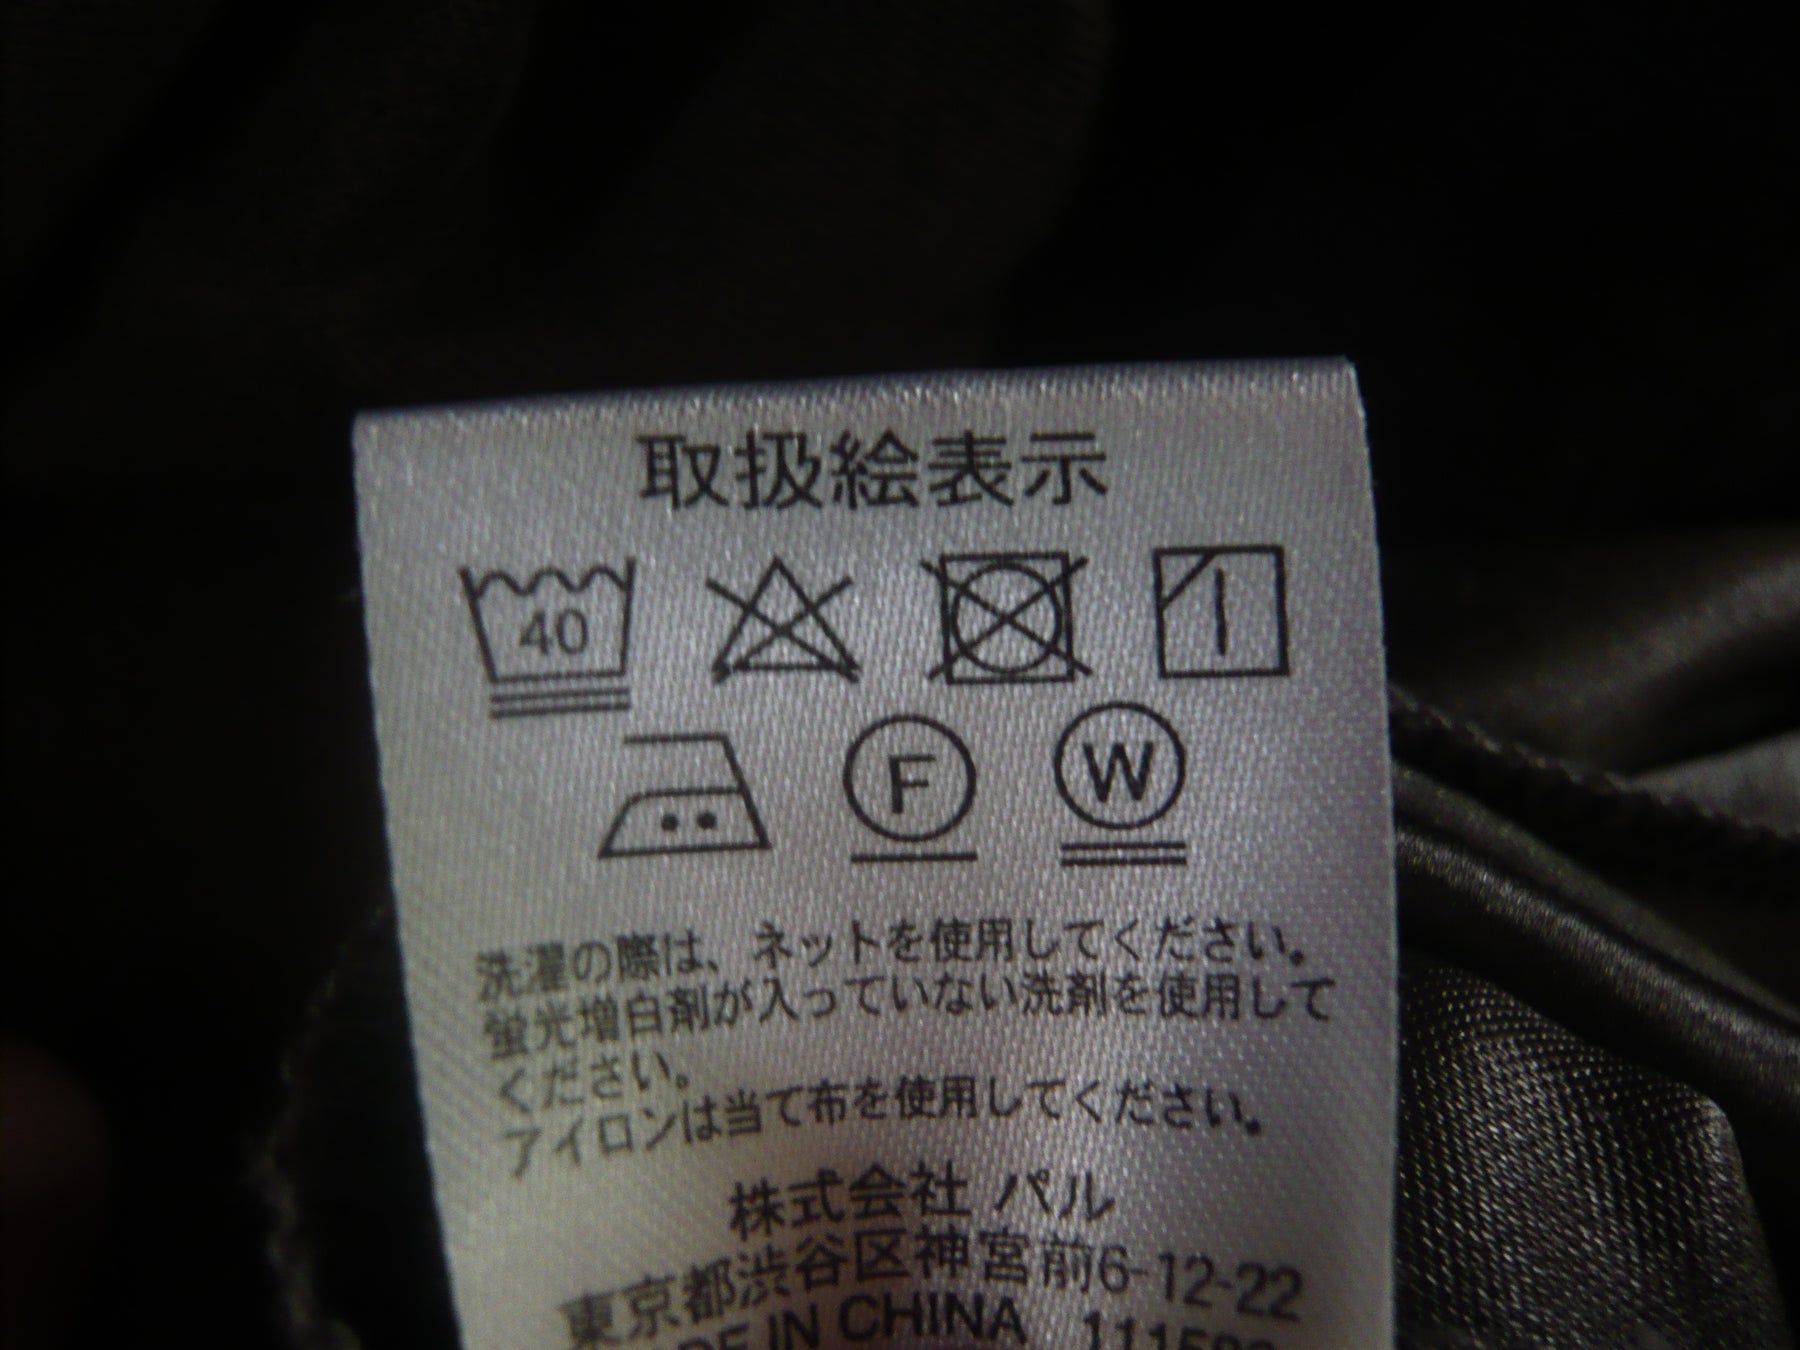 取扱絵表示
40
F W
洗濯の際は、ネットを使用してください。
蛍光増白剤が入っていない洗剤を使用して
ください。
アイロンは当て布を使用してください。
株式会社 パル
東京都渋谷区神宮前6-12-22
IN CHINA